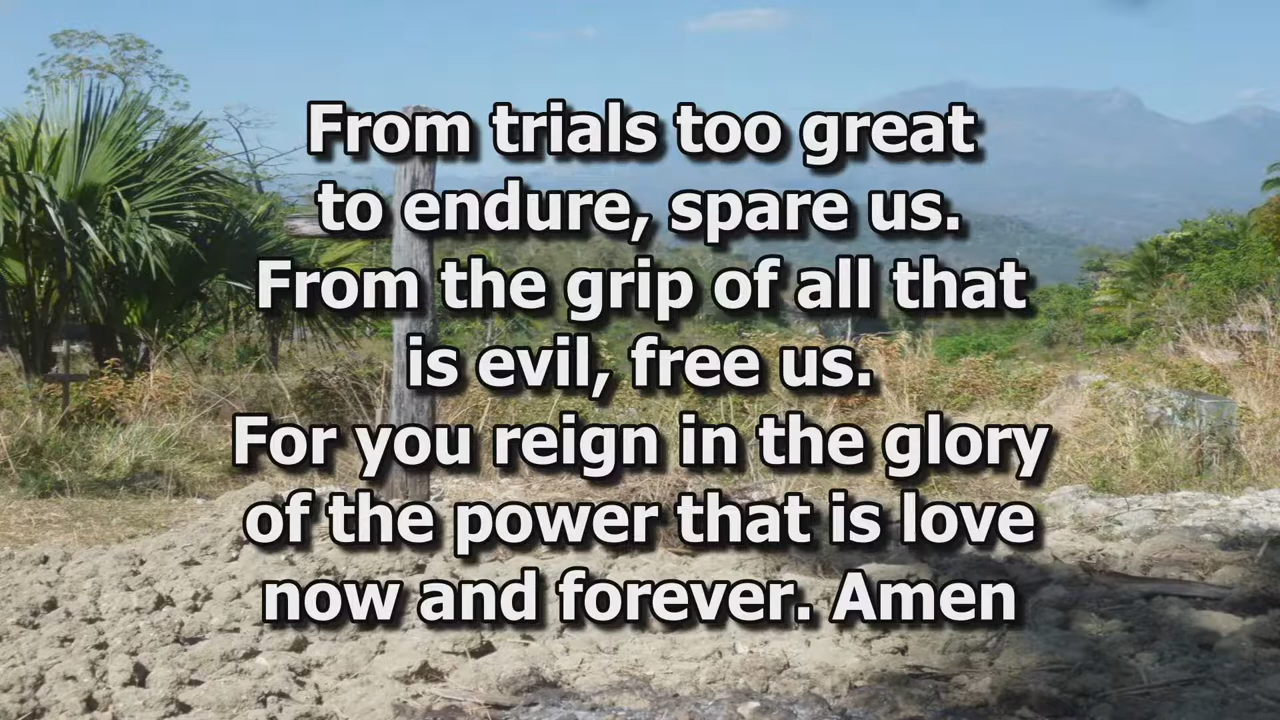 From trials too great
to endure, spare us.
From the grip of all that
is evil, free us.
For you reign in the glory
of the power that is love
now and forever. Amen